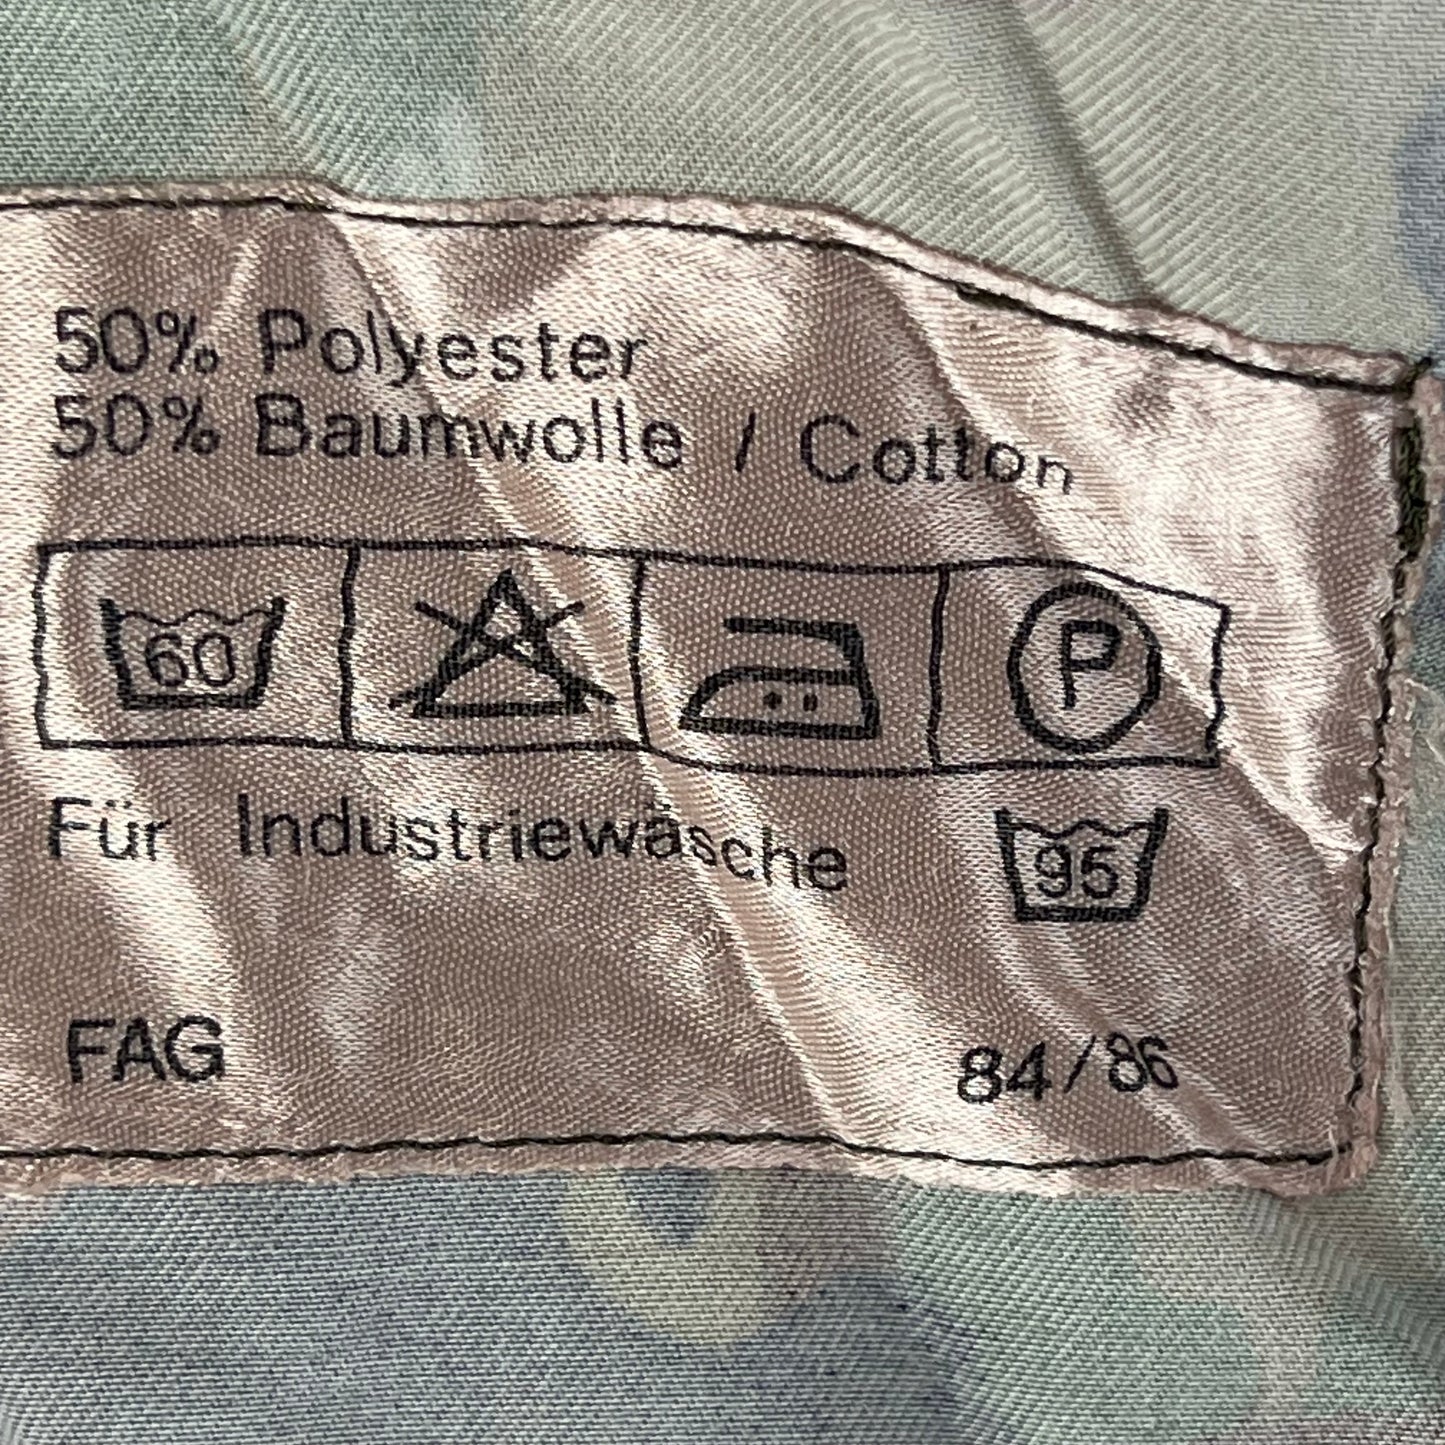 50% Polyester
50% Baumwolle / Cotton
60 P
Für Industriewäsche 95
FAG 84/86